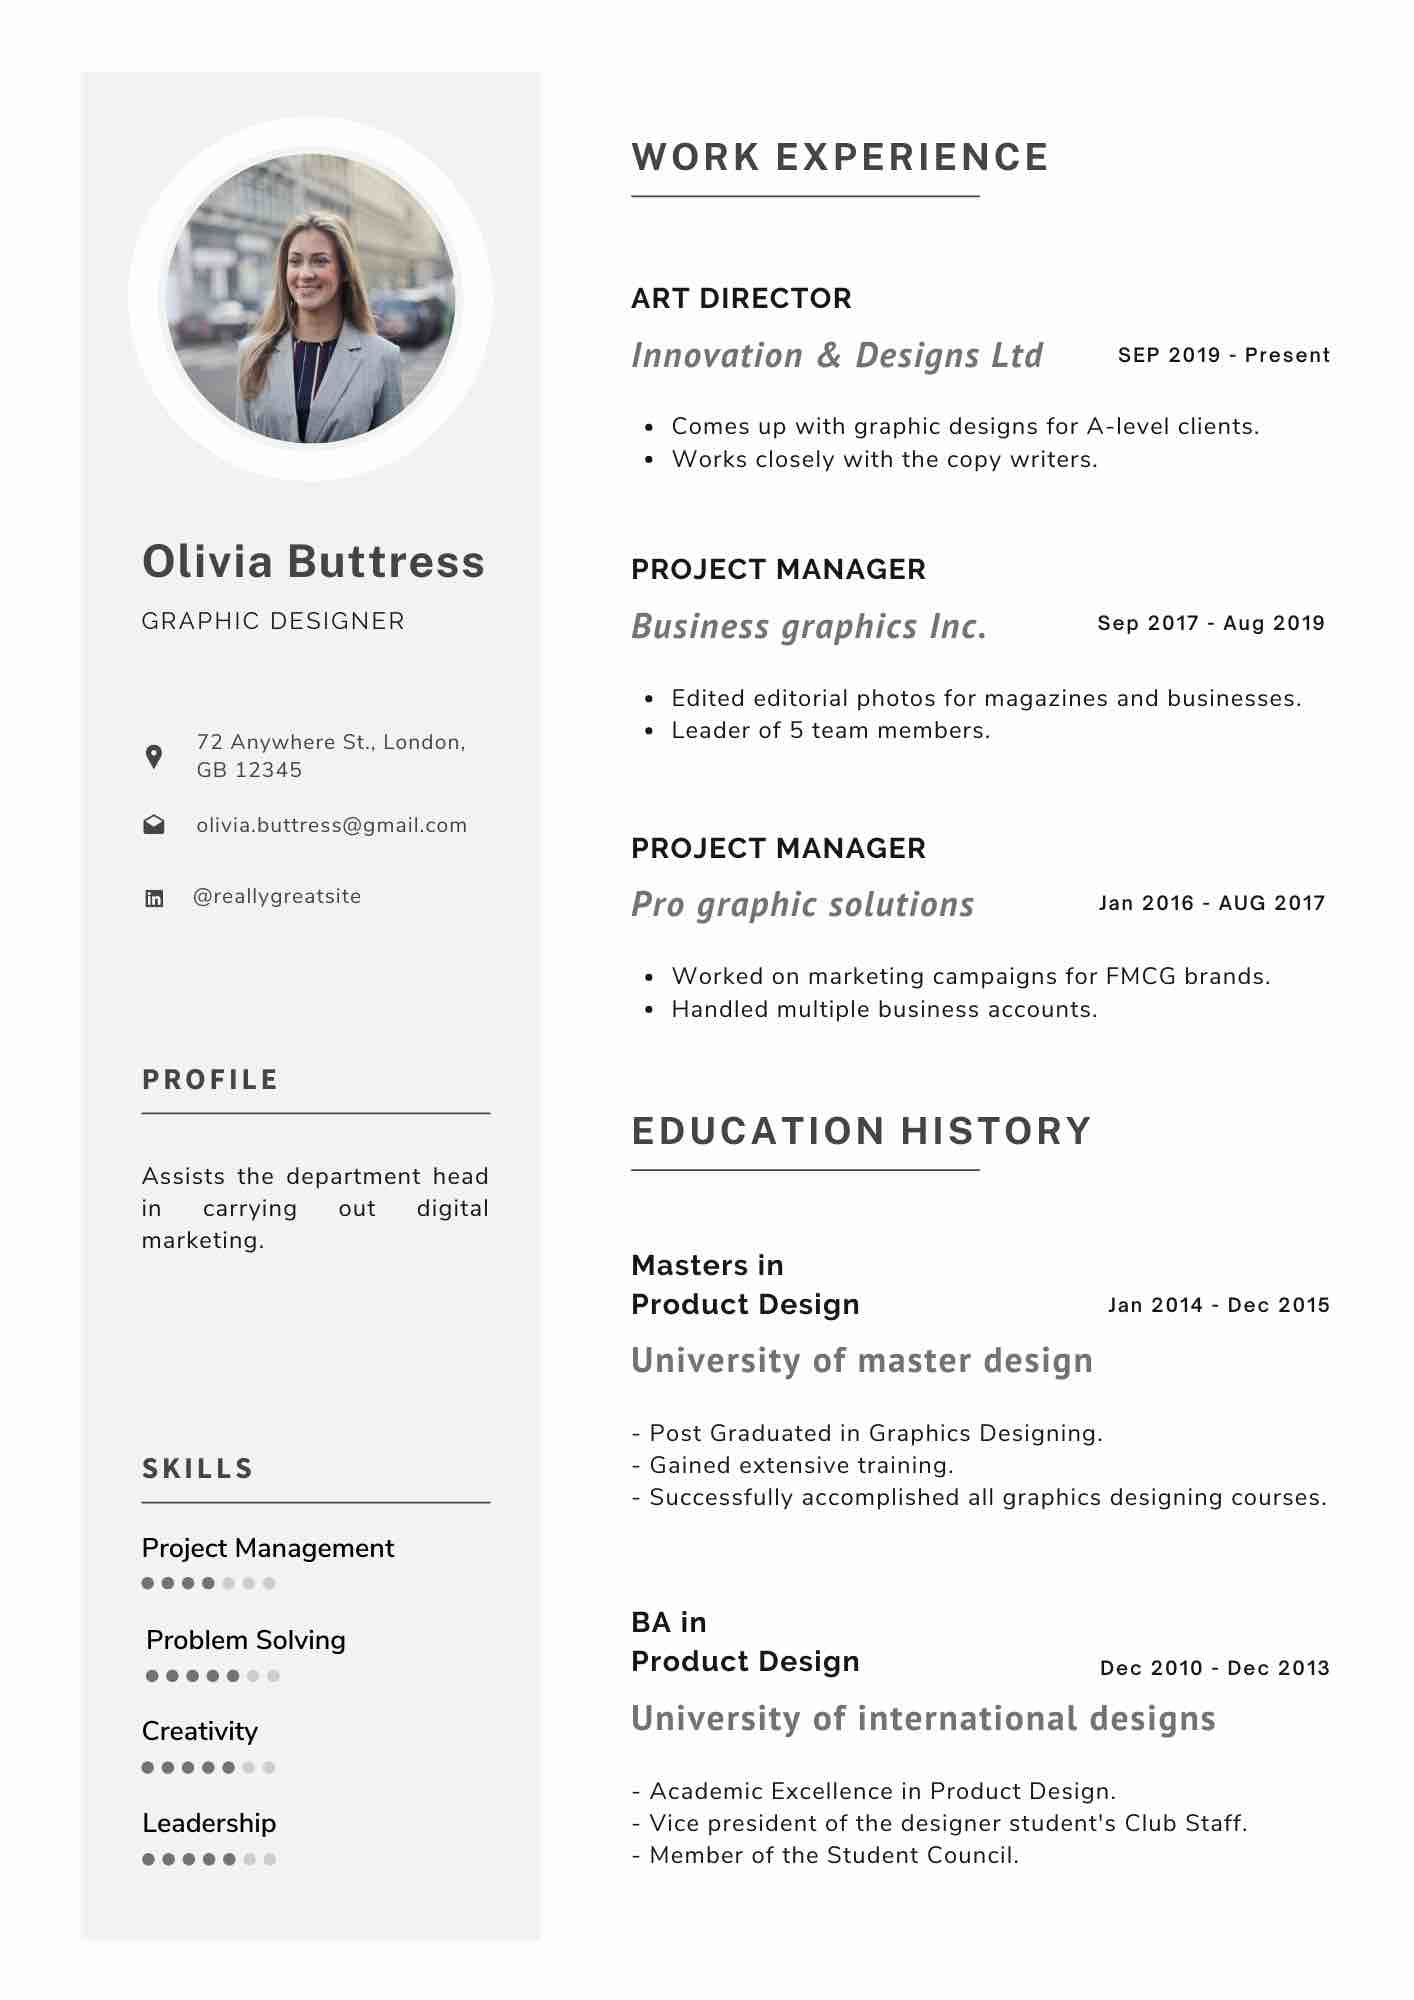 Olivia Buttress
GRAPHIC DESIGNER
72 Anywhere St., London,
GB 12345
olivia.buttress@gmail.com
@reallygreatsite
PROFILE
Assists the department head
in carrying out digital
marketing.
SKILLS
Project Management
Problem Solving
Creativity
Leadership
WORK EXPERIENCE
ART DIRECTOR
Innovation & Designs Ltd SEP 2019 - Present
• Comes up with graphic designs for A-level clients.
• Works closely with the copy writers.
PROJECT MANAGER
Business graphics Inc. Sep 2017 - Aug 2019
• Edited editorial photos for magazines and businesses.
• Leader of 5 team members.
PROJECT MANAGER
Pro graphic solutions Jan 2016 - AUG 2017
• Worked on marketing campaigns for FMCG brands.
• Handled multiple business accounts.
EDUCATION HISTORY
Masters in
Product Design Jan 2014 - Dec 2015
University of master design
- Post Graduated in Graphics Designing.
- Gained extensive training.
- Successfully accomplished all graphics designing courses.
BA in
Product Design Dec 2010 - Dec 2013
University of international designs
- Academic Excellence in Product Design.
- Vice president of the designer student's Club Staff.
- Member of the Student Council.